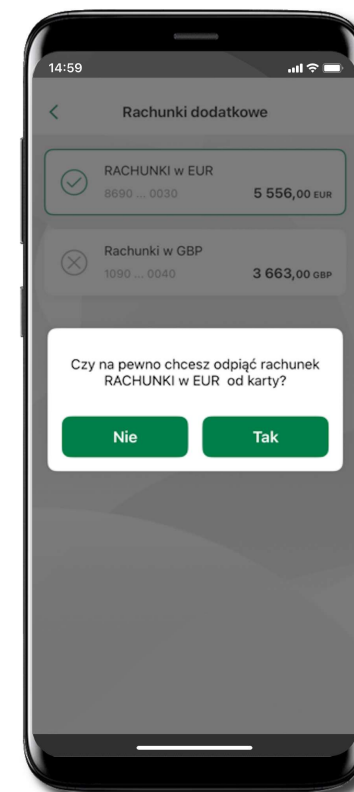 14:59
Rachunki dodatkowe
RACHUNKI w EUR
8690 ... 0030 5 556,00 EUR
Rachunki w GBP
1090 ... 0040 3 663,00 GBP
Czy na pewno chcesz odpiąć rachunek
RACHUNKI w EUR od karty?
Nie Tak